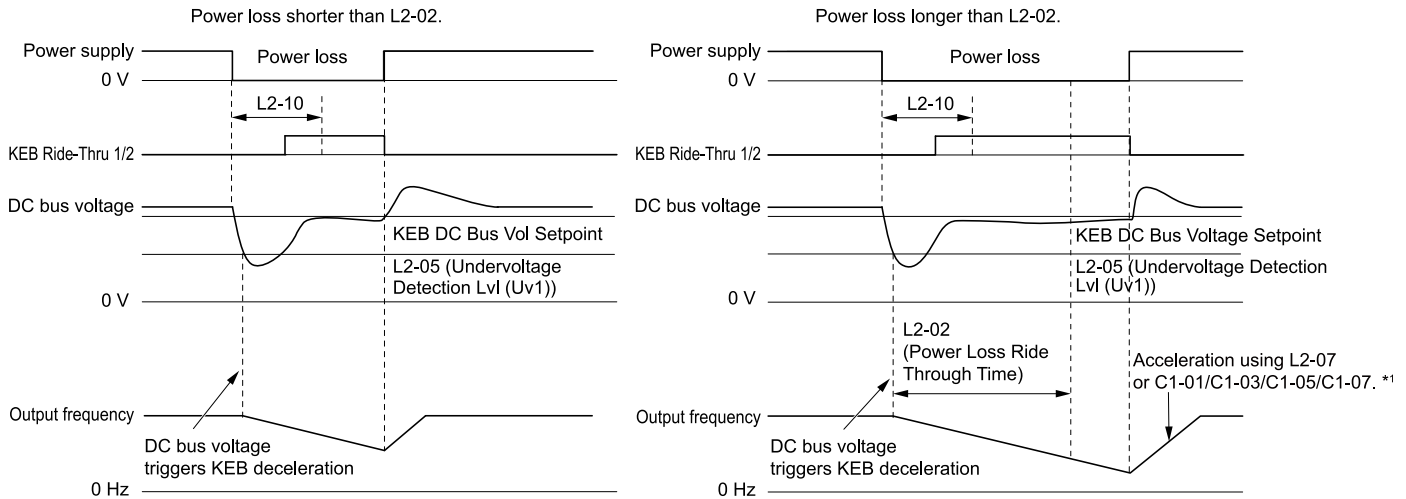 Power loss shorter than L2-02.
Power supply
Power loss
0 V
L2-10
KEB Ride-Thru 1/2
DC bus voltage
KEB DC Bus Vol Setpoint
L2-05 (Undervoltage
Detection Lvl (Uv1))
0 V
Output frequency
DC bus voltage
triggers KEB deceleration
0 Hz
Power loss longer than L2-02.
Power supply
Power loss
0 V
L2-10
KEB Ride-Thru 1/2
DC bus voltage
KEB DC Bus Voltage Setpoint
L2-05 (Undervoltage Detection
Lvl (Uv1))
0 V
L2-02
(Power Loss Ride
Through Time)
Acceleration using L2-07
or C1-01/C1-03/C1-05/C1-07. *1
Output frequency
DC bus voltage
triggers KEB deceleration
0 Hz